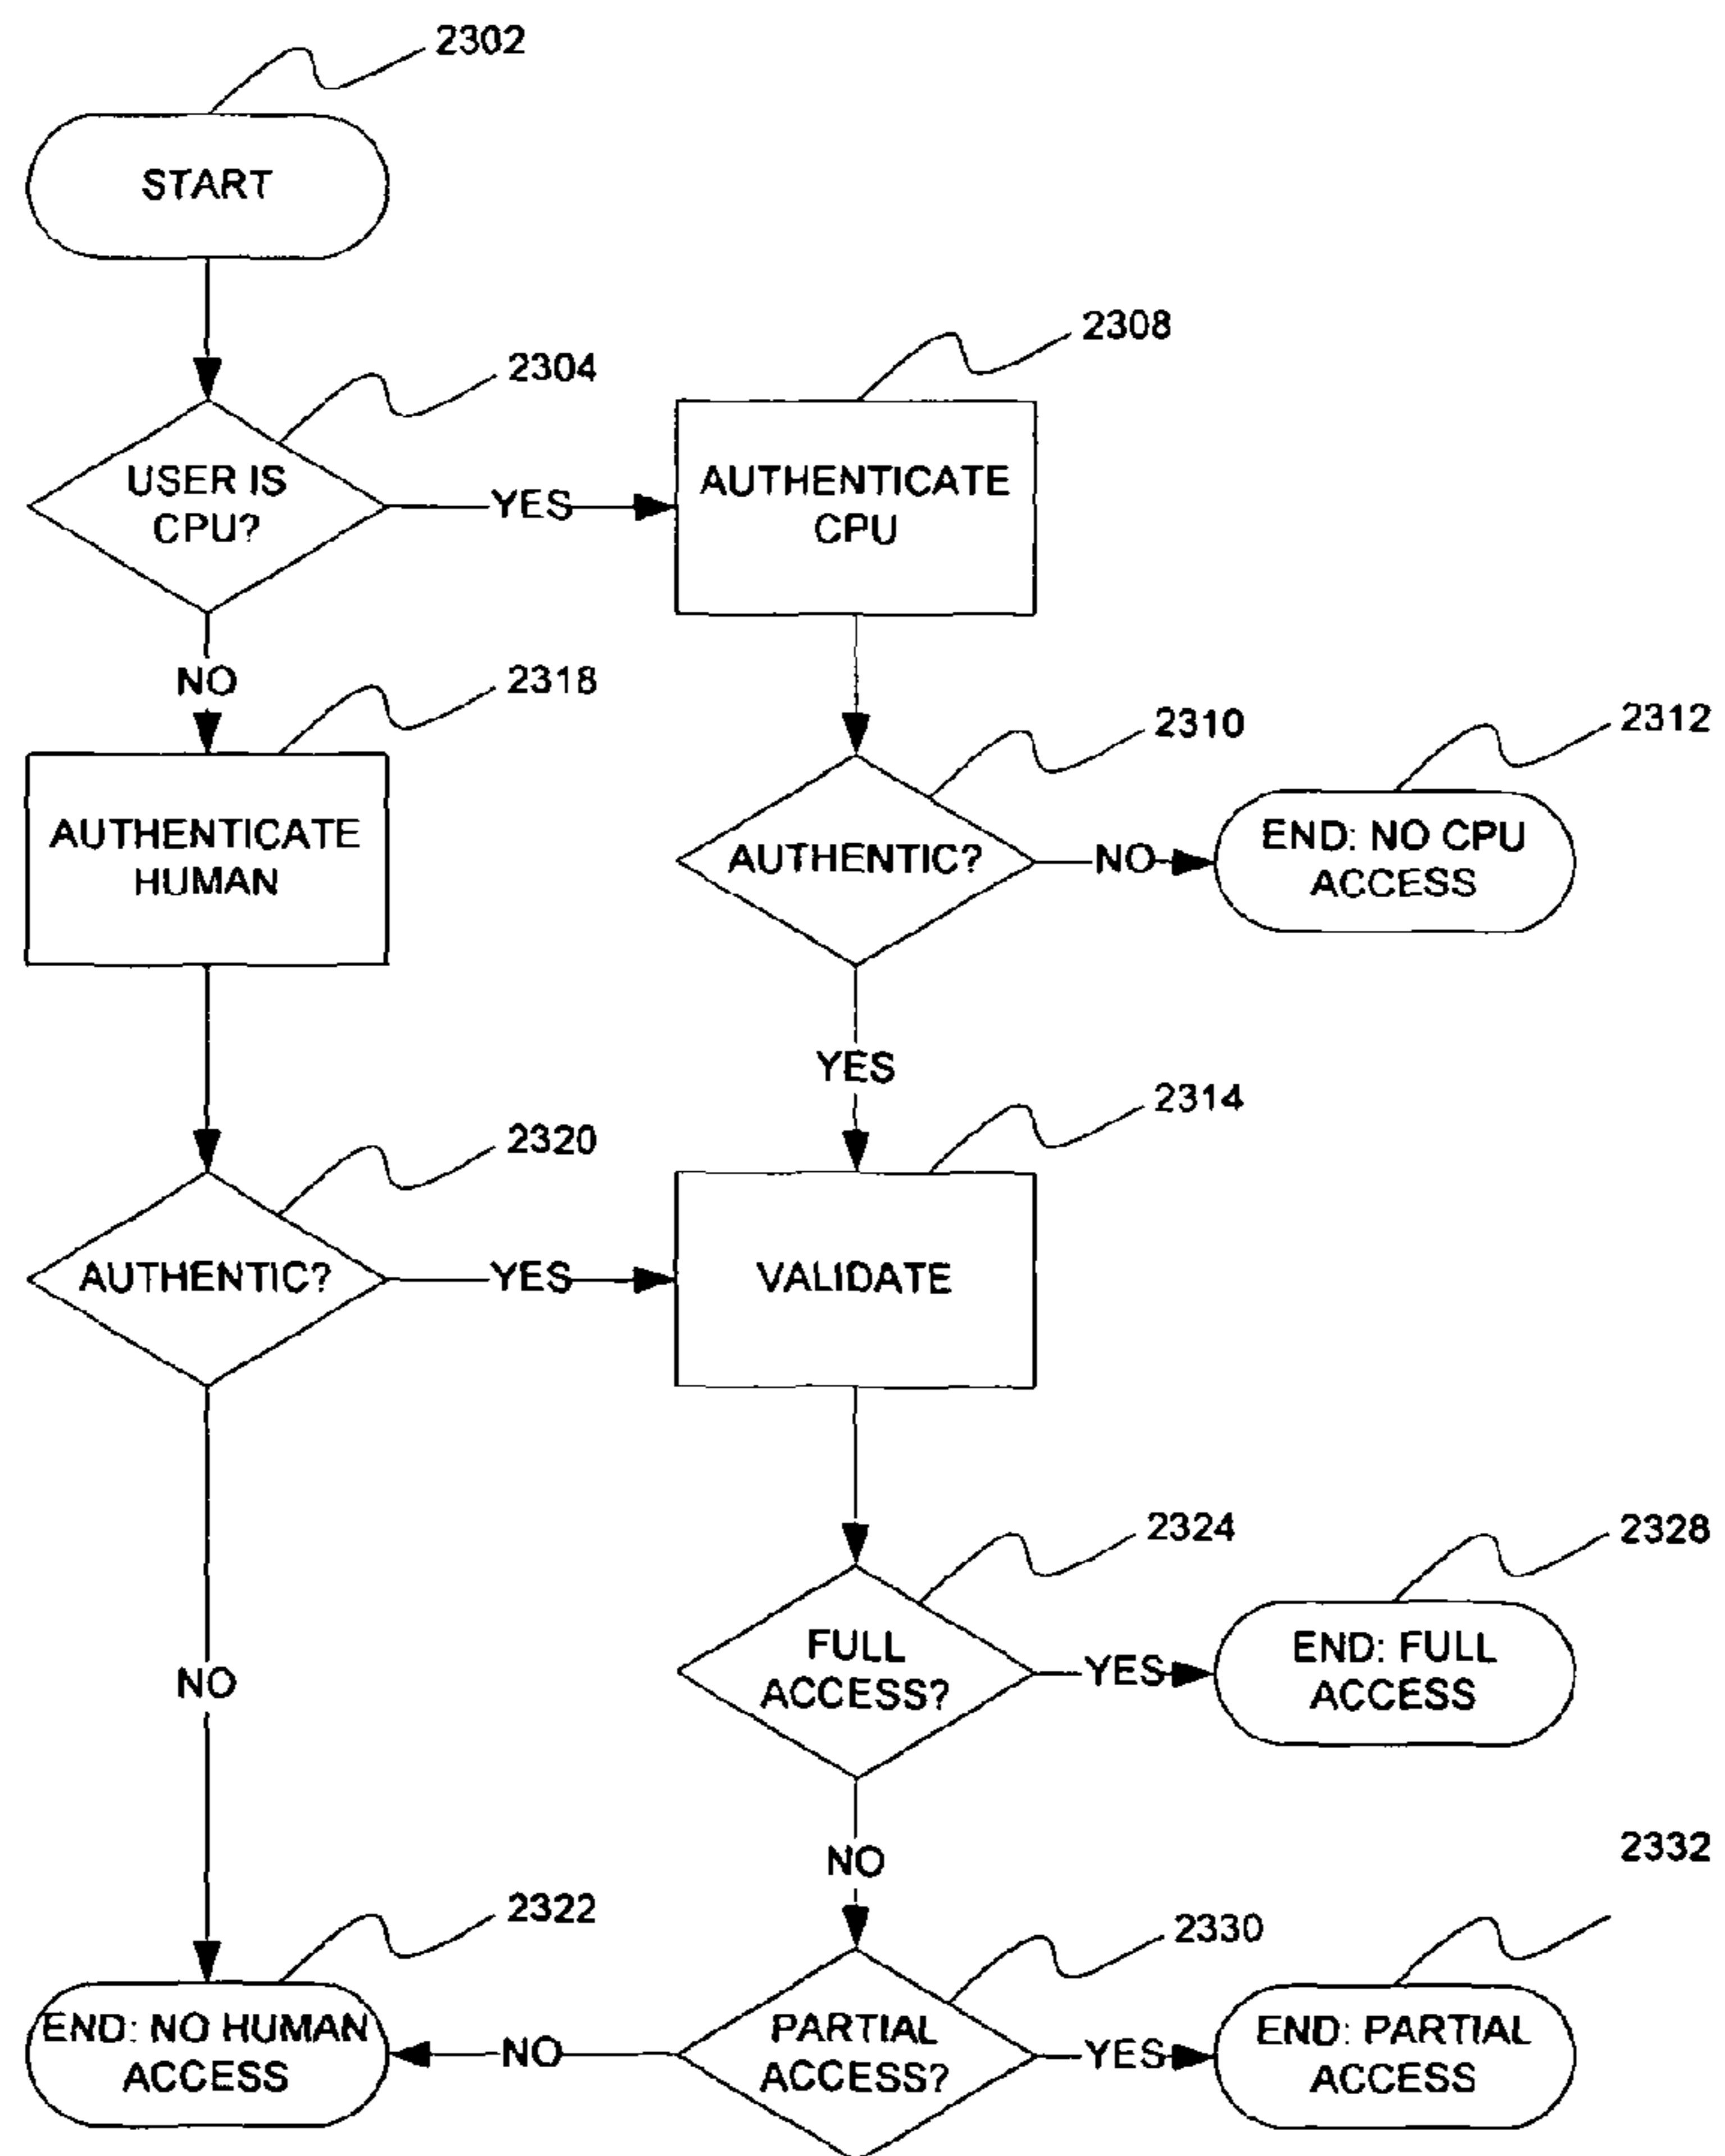 2302
START
2308
2304
USER IS
CPU?
YES
AUTHENTICATE
CPU
NO
2318
2310
2312
AUTHENTICATE
HUMAN
AUTHENTIC?
NO
END: NO CPU
ACCESS
YES
2314
2320
AUTHENTIC?
YES
VALIDATE
2324
2328
FULL
ACCESS?
YES
END: FULL
ACCESS
NO
NO
2332
2322
2330
END: NO HUMAN
ACCESS
NO
PARTIAL
ACCESS?
YES
END: PARTIAL
ACCESS